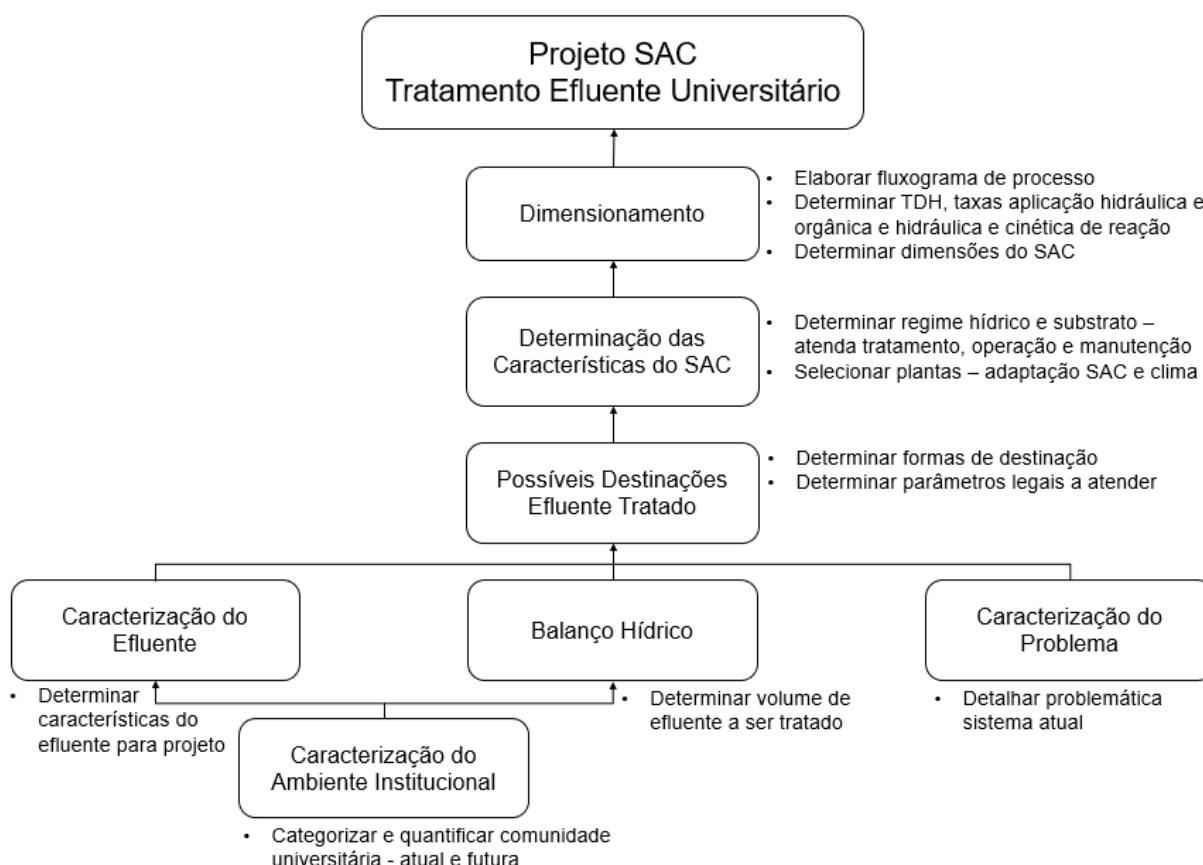 Projeto SAC
Tratamento Efluente Universitário
Dimensionamento
• Elaborar fluxograma de processo
• Determinar TDH, taxas aplicação hidráulica e
orgânica e hidráulica e cinética de reação
• Determinar dimensões do SAC
Determinação das
Características do SAC
• Determinar regime hídrico e substrato –
atenda tratamento, operação e manutenção
• Selecionar plantas – adaptação SAC e clima
Possíveis Destinações
Efluente Tratado
• Determinar formas de destinação
• Determinar parâmetros legais a atender
Caracterização do
Efluente
Balanço Hídrico
Caracterização do
Problema
• Determinar
características do
efluente para projeto
• Determinar volume de
efluente a ser tratado
• Detalhar problemática
sistema atual
Caracterização do
Ambiente Institucional
• Categorizar e quantificar comunidade
universitária - atual e futura